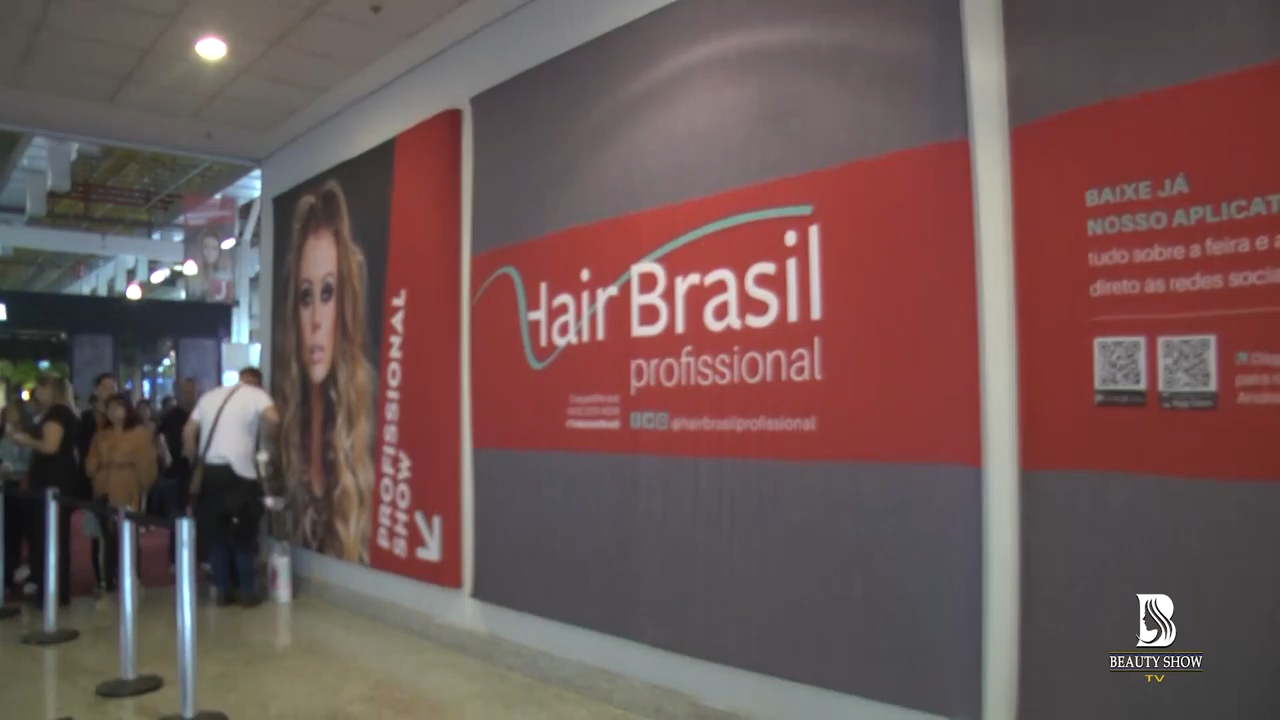 PROFISSIONAL
SHOW
Hair Brasil
profissional
@hairbrasilprofissional
BAIXE JÁ
NOSSO APLICAT
tudo sobre a feira e a
direto as redes socia
BEAUTY SHOW
TV